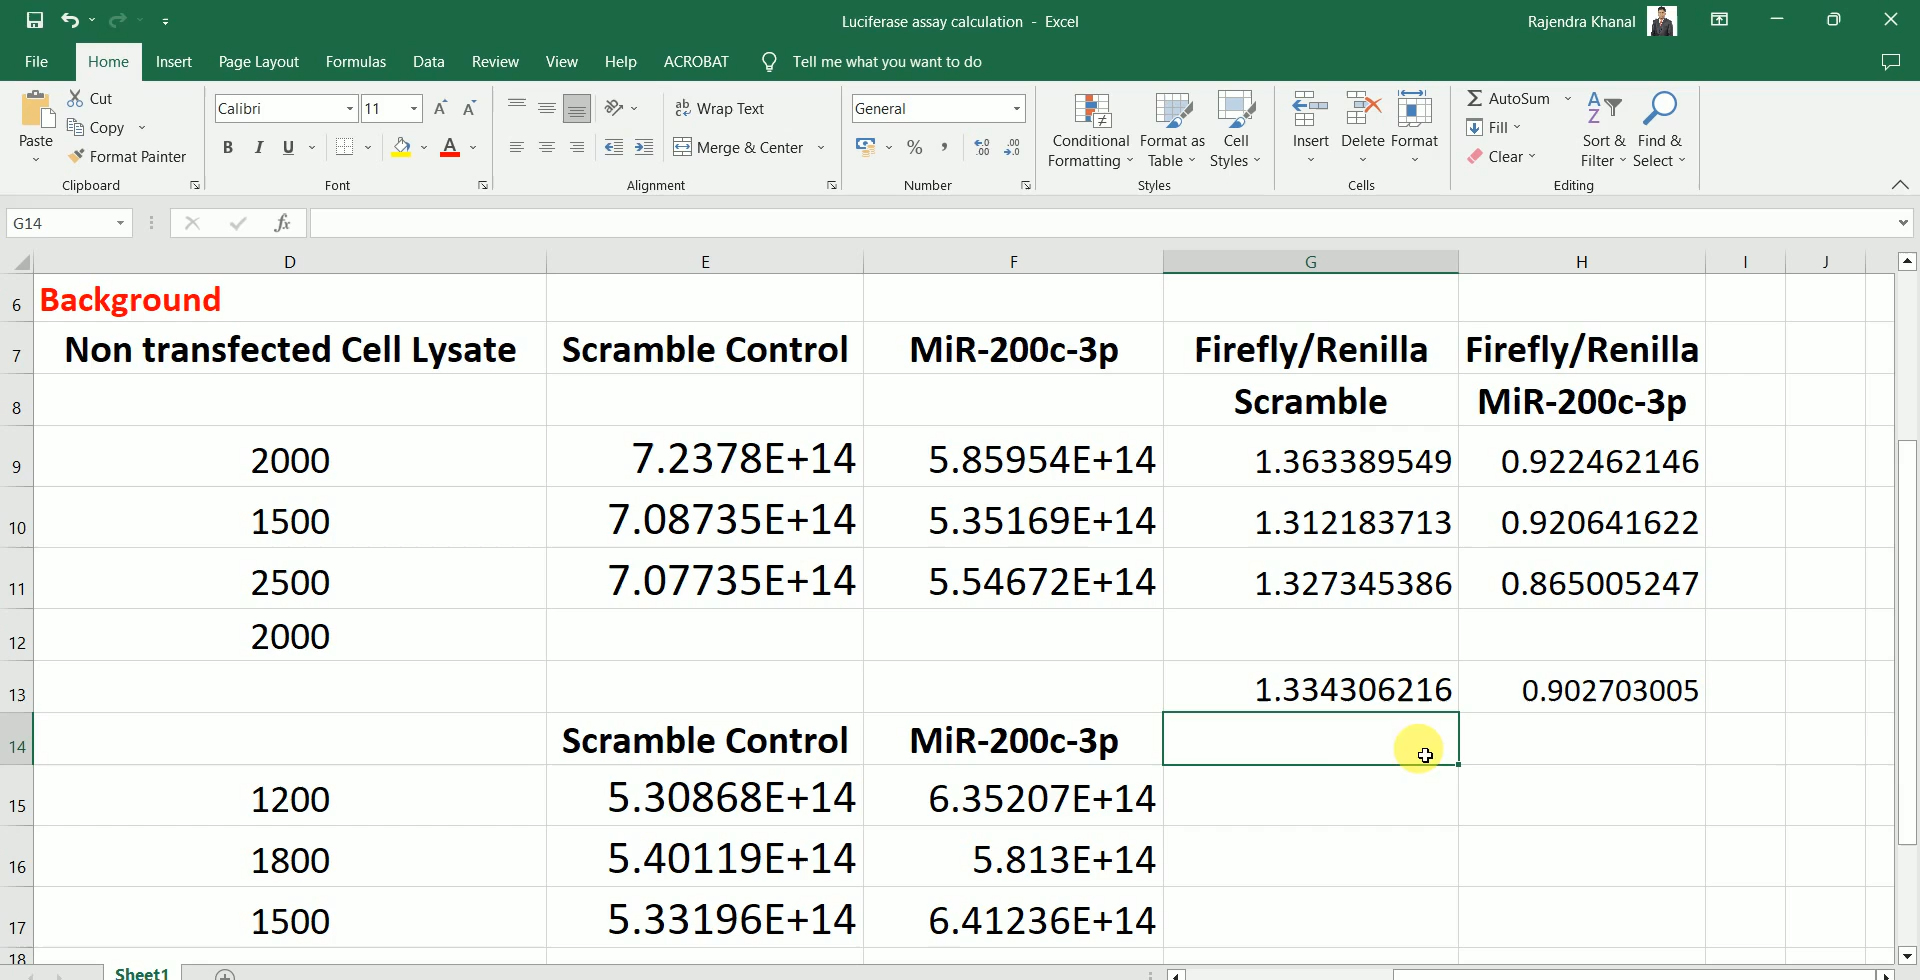 Luciferase assay calculation - Excel
Rajendra Khanal
File Home Insert Page Layout Formulas Data Review View Help ACROBAT Tell me what you want to do
Paste
Cut
Copy
Format Painter
Clipboard
Calibri 11
B I U A
Font
ab Wrap Text
Merge & Center
Alignment
General
% , .00
Number
Conditional Formatting
Format as Table
Cell Styles
Styles
Insert Delete Format
Cells
AutoSum
Fill
Clear
Sort & Filter
Find & Select
Editing
G14 fx
D E F G H I J
6 Background
7 Non transfected Cell Lysate Scramble Control MiR-200c-3p Firefly/Renilla Firefly/Renilla
8 Scramble MiR-200c-3p
9 2000 7.2378E+14 5.85954E+14 1.363389549 0.922462146
10 1500 7.08735E+14 5.35169E+14 1.312183713 0.920641622
11 2500 7.07735E+14 5.54672E+14 1.327345386 0.865005247
12 2000
13 1.334306216 0.902703005
14 Scramble Control MiR-200c-3p
15 1200 5.30868E+14 6.35207E+14
16 1800 5.40119E+14 5.813E+14
17 1500 5.33196E+14 6.41236E+14
18
Sheet1